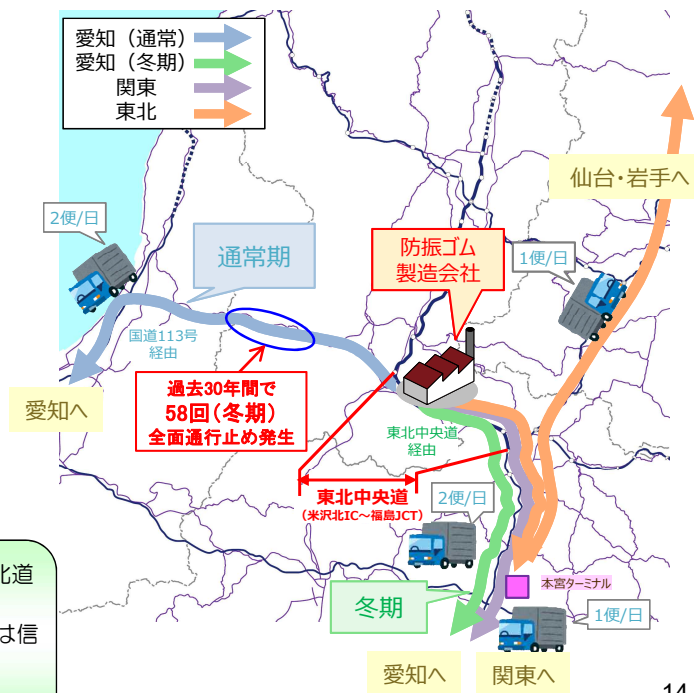 愛知（通常）
愛知（冬期）
関東
東北
仙台・岩手へ
2便/日
通常期
防振ゴム
製造会社
1便/日
国道113号
経由
愛知へ
過去30年間で
58回（冬期）
全面通行止め発生
東北中央道
経由
東北中央道
（米沢北IC～福島JCT）
2便/日
本宮ターミナル
冬期
1便/日
愛知へ
関東へ
北道
は信
14